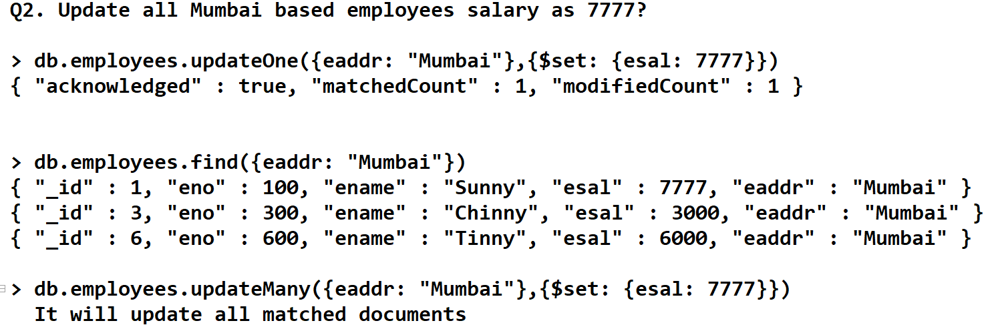 Q2. Update all Mumbai based employees salary as 7777?
> db.employees.updateOne({eaddr: "Mumbai"},{$set: {esal: 7777}})
{ "acknowledged" : true, "matchedCount" : 1, "modifiedCount" : 1 }
> db.employees.find({eaddr: "Mumbai"})
{ "_id" : 1, "eno" : 100, "ename" : "Sunny", "esal" : 7777, "eaddr" : "Mumbai" }
{ "_id" : 3, "eno" : 300, "ename" : "Chinny", "esal" : 3000, "eaddr" : "Mumbai" }
{ "_id" : 6, "eno" : 600, "ename" : "Tinny", "esal" : 6000, "eaddr" : "Mumbai" }
> db.employees.updateMany({eaddr: "Mumbai"},{$set: {esal: 7777}})
It will update all matched documents